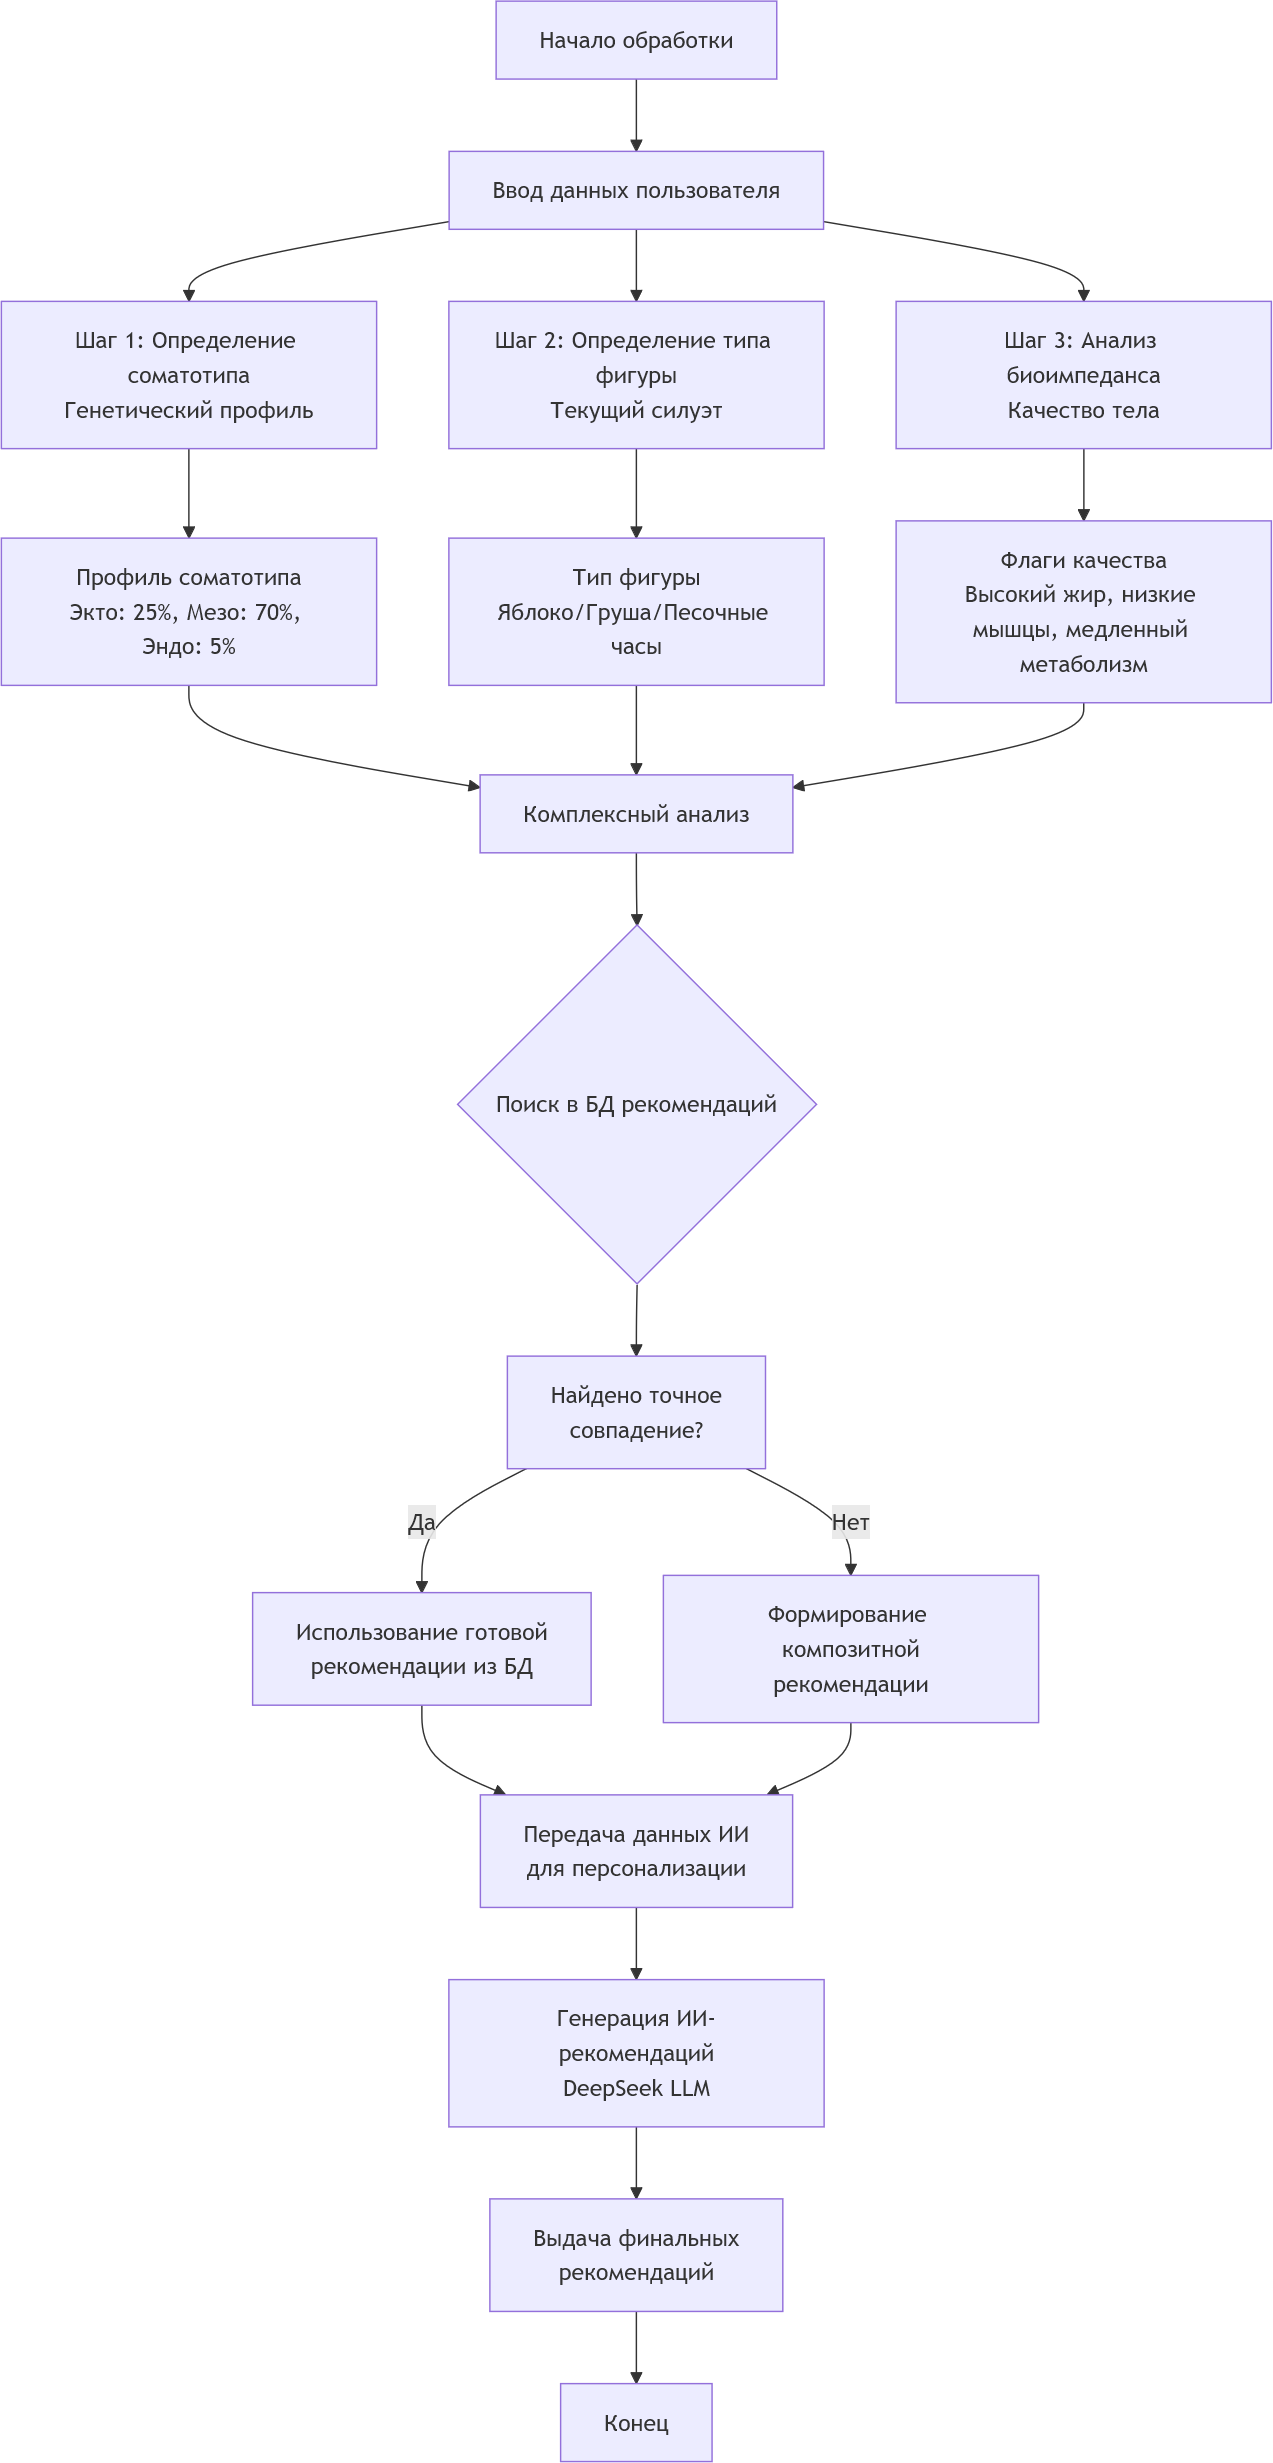 Начало обработки
Ввод данных пользователя
Шаг 1: Определение
соматотипа
Генетический профиль
Шаг 2: Определение типа
фигуры
Текущий силуэт
Шаг 3: Анализ
биоимпеданса
Качество тела
Профиль соматотипа
Экто: 25%, Мезо: 70%,
Эндо: 5%
Тип фигуры
Яблоко/Груша/Песочные
часы
Флаги качества
Высокий жир, низкие
мышцы, медленный
метаболизм
Комплексный анализ
Поиск в БД рекомендаций
Найдено точное
совпадение?
Да
Нет
Использование готовой
рекомендации из БД
Формирование
композитной
рекомендации
Передача данных ИИ
для персонализации
Генерация ИИ-
рекомендаций
DeepSeek LLM
Выдача финальных
рекомендаций
Конец